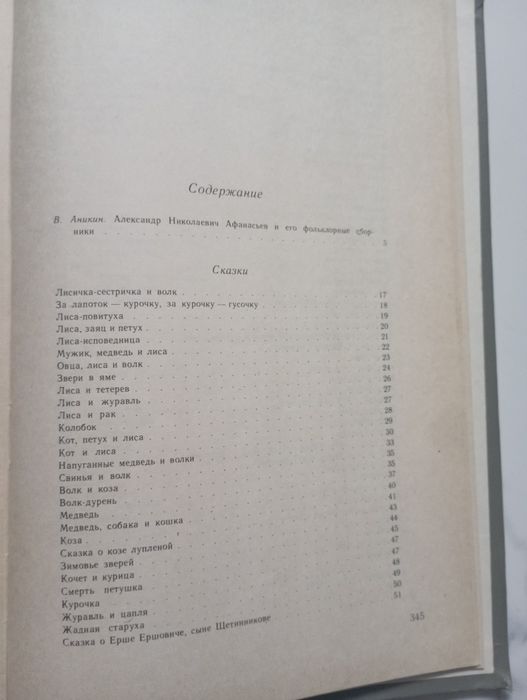 Содержание
В. Аникин. Александр Николаевич Афанасьев и его фольклорные сбор-
ники . . . . . . . . . . 5
Сказки
Лисичка-сестричка и волк . . . . . . . . . . 17
За лапоток — курочку, за курочку — гусочку . . . . . . . . . . 18
Лиса-повитуха . . . . . . . . . . 19
Лиса, заяц и петух . . . . . . . . . . 20
Лиса-исповедница . . . . . . . . . . 21
Мужик, медведь и лиса . . . . . . . . . . 22
Овца, лиса и волк . . . . . . . . . . 23
Звери в яме . . . . . . . . . . 24
Лиса и тетерев . . . . . . . . . . 26
Лиса и журавль . . . . . . . . . . 27
Лиса и рак . . . . . . . . . . 27
Колобок . . . . . . . . . . 28
Кот, петух и лиса . . . . . . . . . . 29
Кот и лиса . . . . . . . . . . 30
Напуганные медведь и волки . . . . . . . . . . 33
Свинья и волк . . . . . . . . . . 35
Волк и коза . . . . . . . . . . 35
Волк-дурень . . . . . . . . . . 37
Медведь . . . . . . . . . . 40
Медведь, собака и кошка . . . . . . . . . . 41
Коза . . . . . . . . . . 43
Сказка о козе лупленой . . . . . . . . . . 44
Зимовье зверей . . . . . . . . . . 45
Кочет и курица . . . . . . . . . . 47
Смерть петушка . . . . . . . . . . 47
Курочка . . . . . . . . . . 48
Журавль и цапля . . . . . . . . . . 49
Жадная старуха . . . . . . . . . . 50
Сказка о Ерше Ершовиче, сыне Щетинникове . . . . . . . . . . 51
345